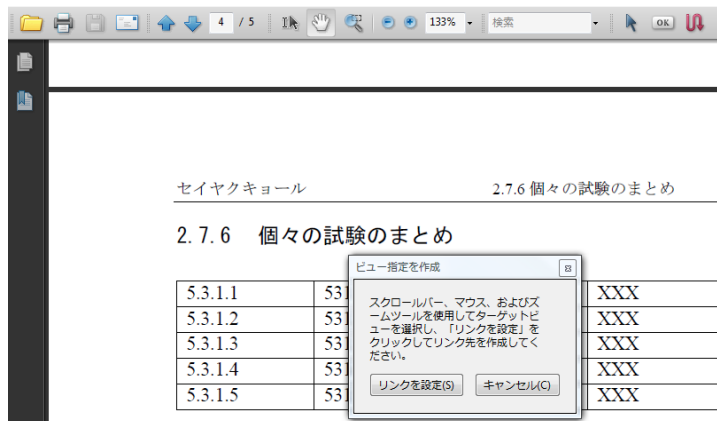 4 / 5 133% 検索 OK
セイヤクキョール 2.7.6 個々の試験のまとめ
2.7.6 個々の試験のまとめ
ビュー指定を作成
スクロールバー、マウス、およびズ
ームツールを使用してターゲットビ
ューを選択し、「リンクを設定」を
クリックしてリンク先を作成してく
ださい。
リンクを設定(S) キャンセル(C)
5.3.1.1 531 XXX
5.3.1.2 531 XXX
5.3.1.3 531 XXX
5.3.1.4 531 XXX
5.3.1.5 531 XXX